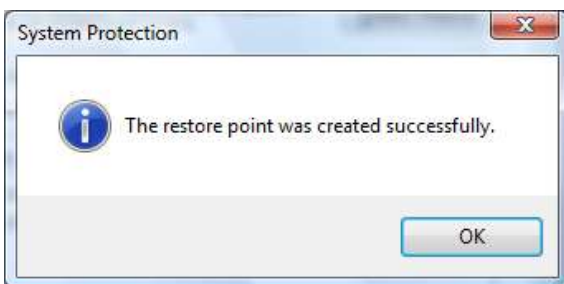 System Protection
The restore point was created successfully.
OK